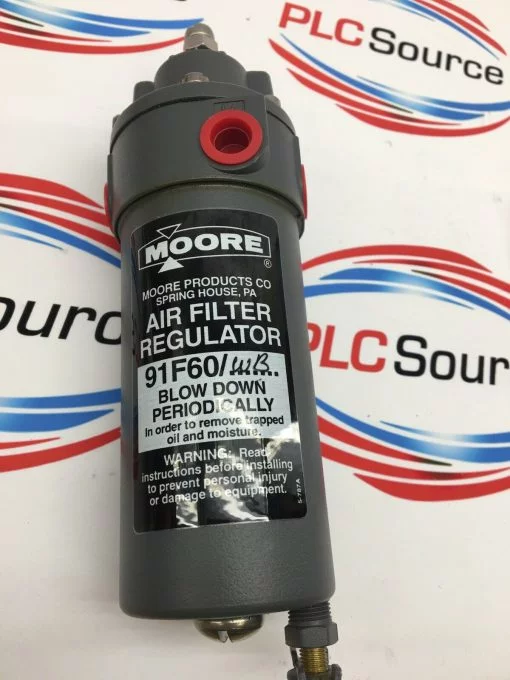 PLC Source
MOORE
®
MOORE PRODUCTS CO
SPRING HOUSE, PA
AIR FILTER
REGULATOR
91F60/
BLOW DOWN
PERIODICALLY
In order to remove trapped
oil and moisture.
WARNING: Read
instructions before installing
to prevent personal injury
or damage to equipment.
S-787A
ource
PLC Source